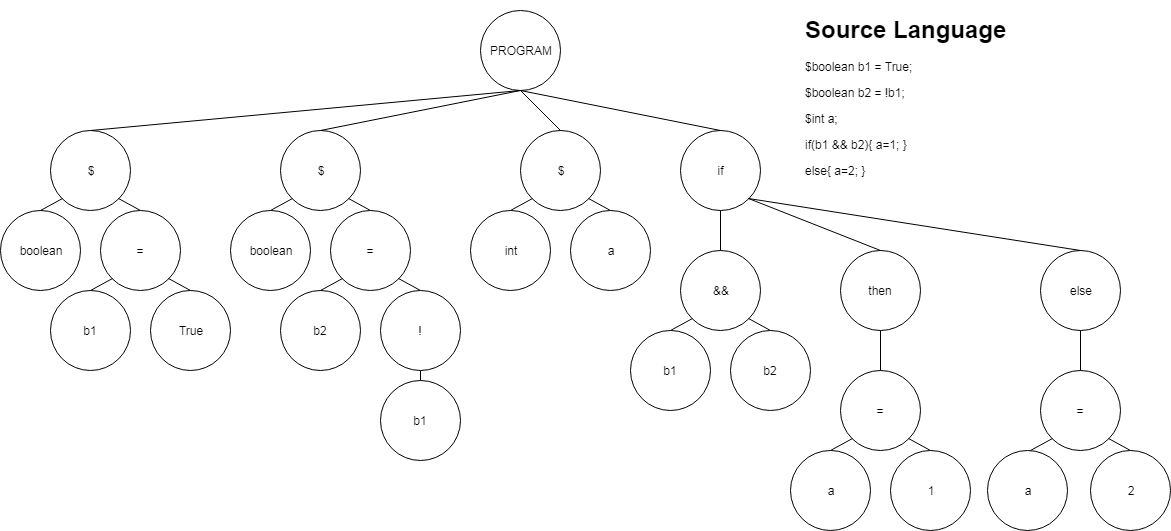 PROGRAM
Source Language
$boolean b1 = True;
$boolean b2 = !b1;
$int a;
if(b1 && b2){ a=1; }
else{ a=2; }
$
$
$
if
boolean
=
boolean
=
int
a
&&
then
else
b1
True
b2
!
b1
b2
b1
=
=
a
1
a
2